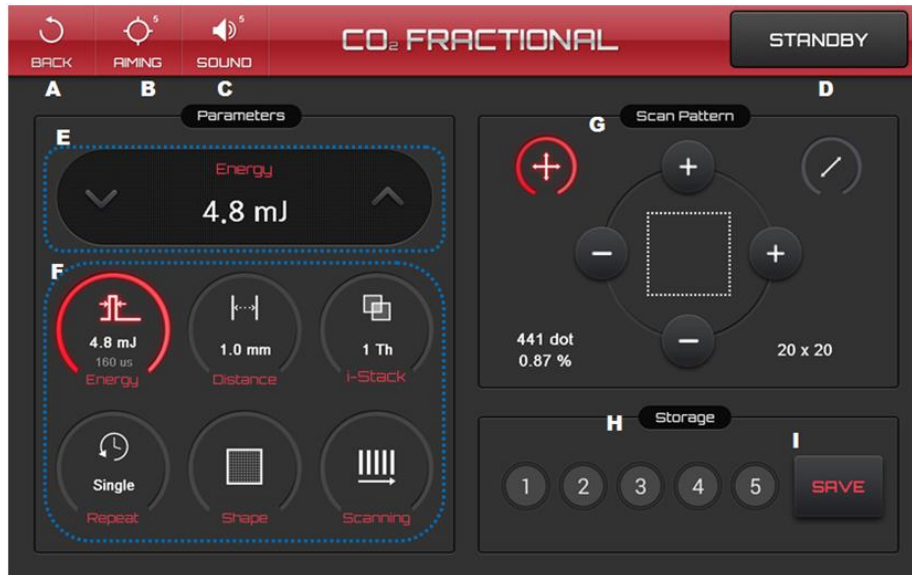 5
5
BACK
AIMING
SOUND
CO₂ FRACTIONAL
STANDBY
A
B
C
D
Parameters
E
Energy
4.8 mJ
F
4.8 mJ
160 us
Energy
1.0 mm
Distance
1 Th
i-Stack
Single
Repeat
Shape
Scanning
G
Scan Pattern
+
-
+
-
441 dot
0.87 %
20 x 20
H
Storage
I
1
2
3
4
5
SAVE